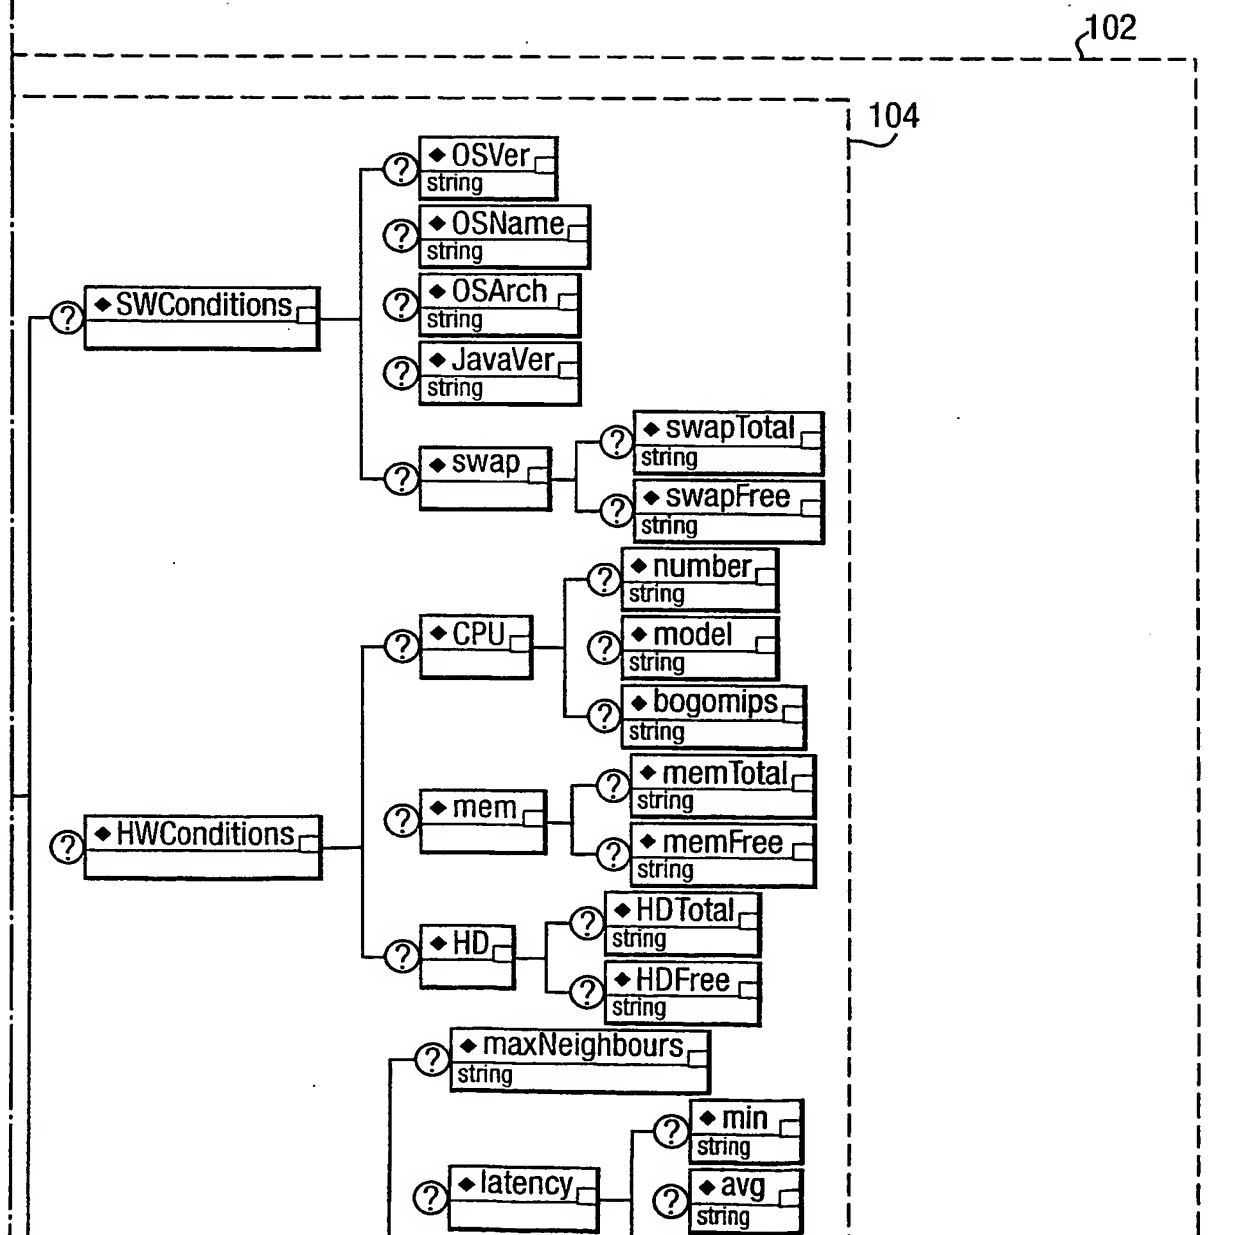 102
104
? ◆ OSVer
string
? ◆ OSName
string
? ◆ SWConditions
? ◆ OSArch
string
? ◆ JavaVer
string
? ◆ swap
? ◆ swapTotal
string
? ◆ swapFree
string
? ◆ HWConditions
? ◆ CPU
? ◆ number
string
? ◆ model
string
? ◆ bogomips
string
? ◆ mem
? ◆ memTotal
string
? ◆ memFree
string
? ◆ HD
? ◆ HDTotal
string
? ◆ HDFree
string
? ◆ maxNeighbours
string
? ◆ latency
? ◆ min
string
? ◆ avg
string